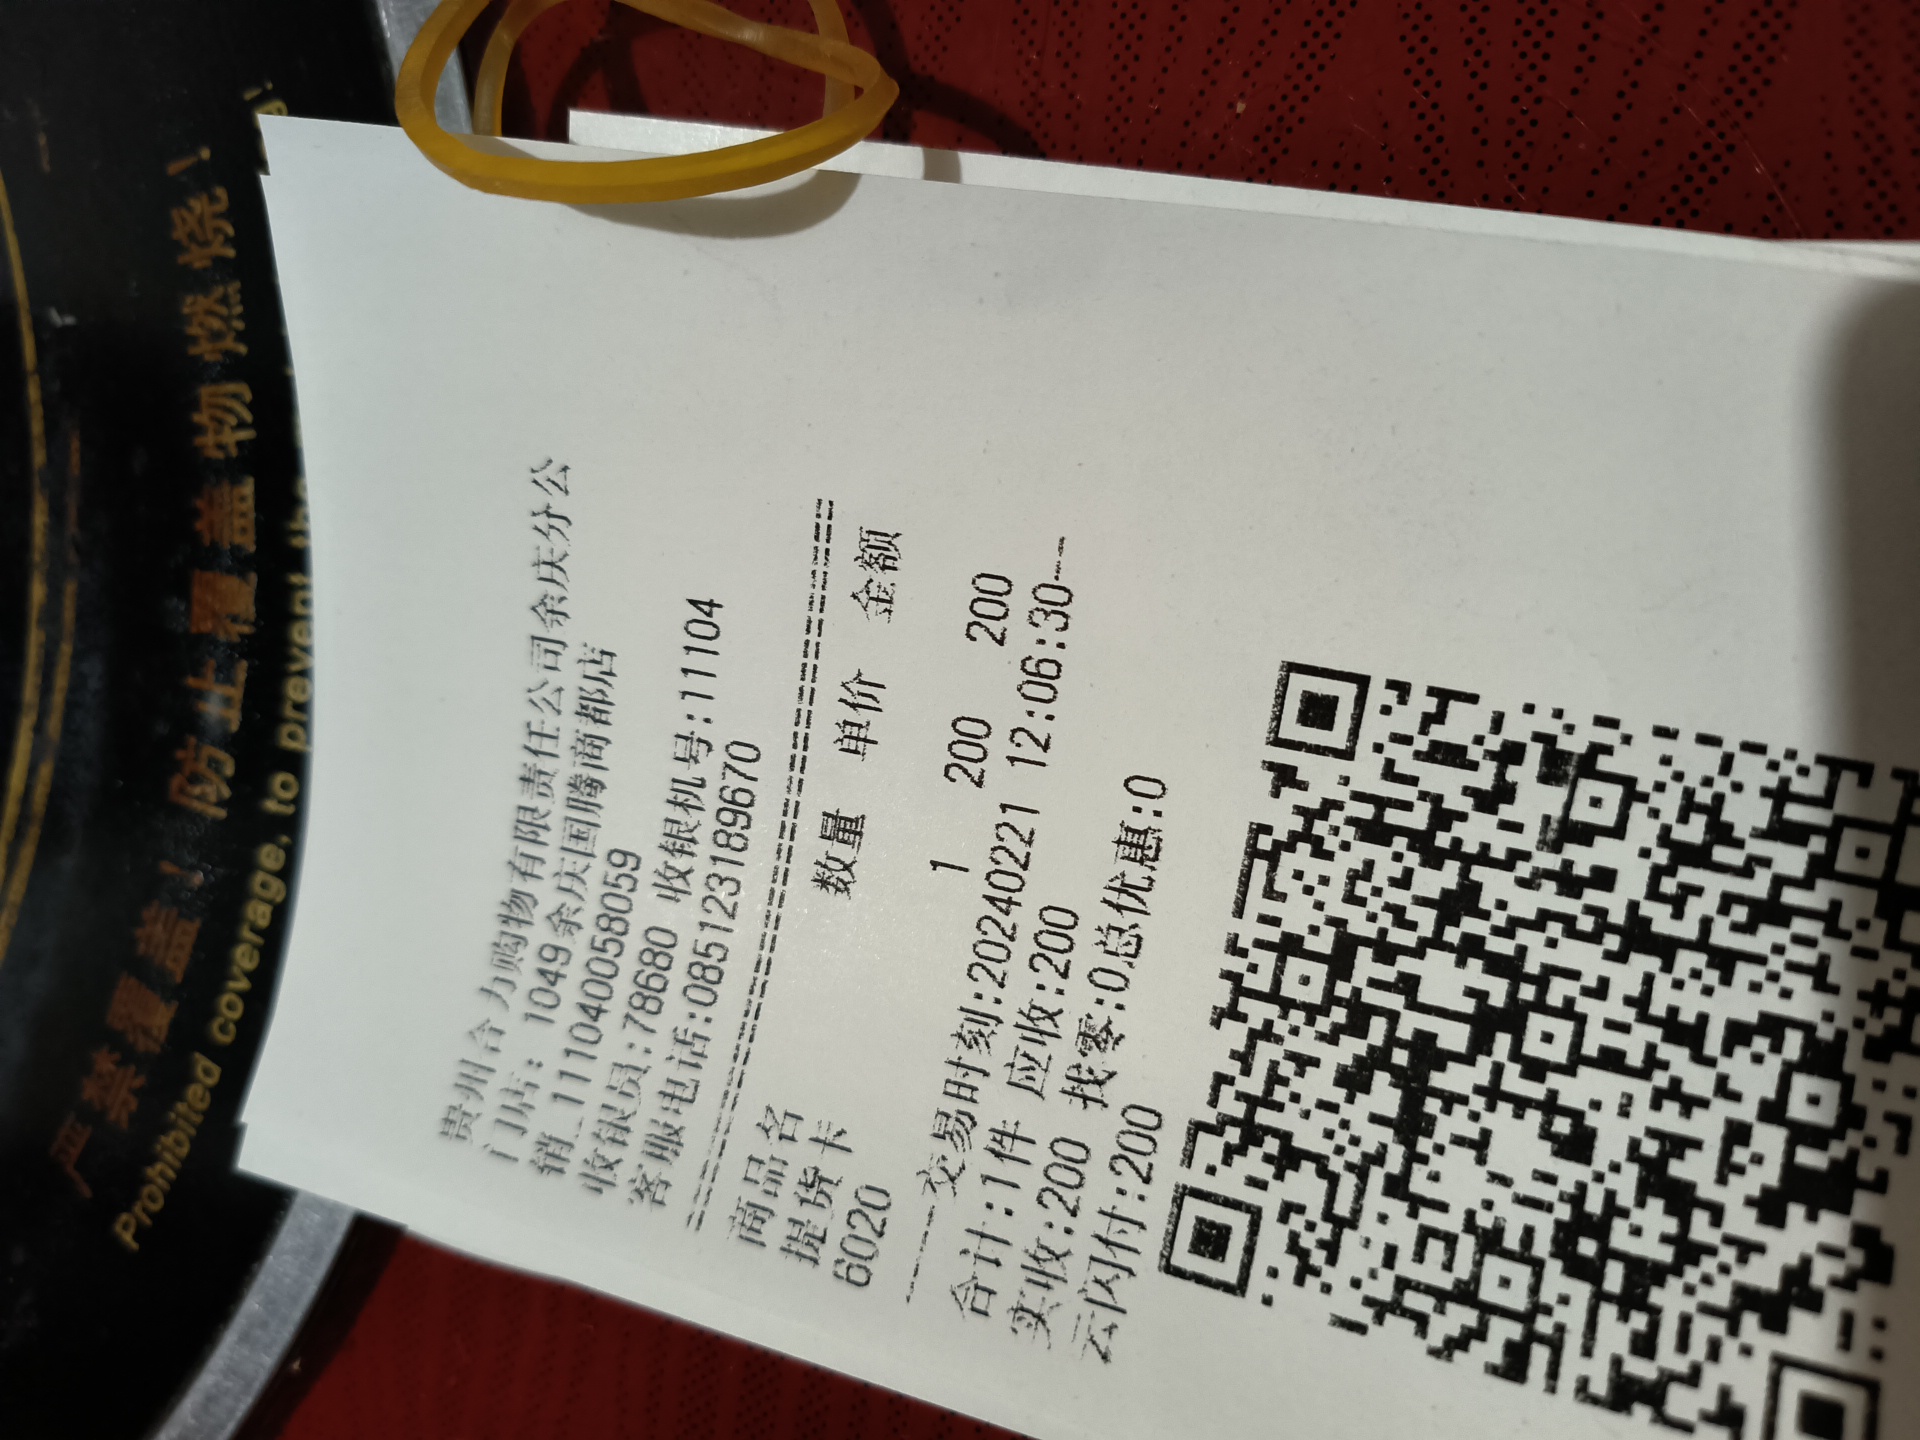 贵州合力购物有限责任公司余庆分公
门店: 1049余庆国腾商都店
销_111040058059
收银员:78680 收银机号:11104
客服电话:085123189670
==============================
商品名 数量 单价 金额
提货卡
6020 1 200 200
----交易时刻:20240221 12:06:30--
合计:1件 应收:200
实收:200 找零:0总优惠:0
云闪付:200
严禁覆盖！防止覆盖物燃烧！
Prohibited coverage, to prevent the